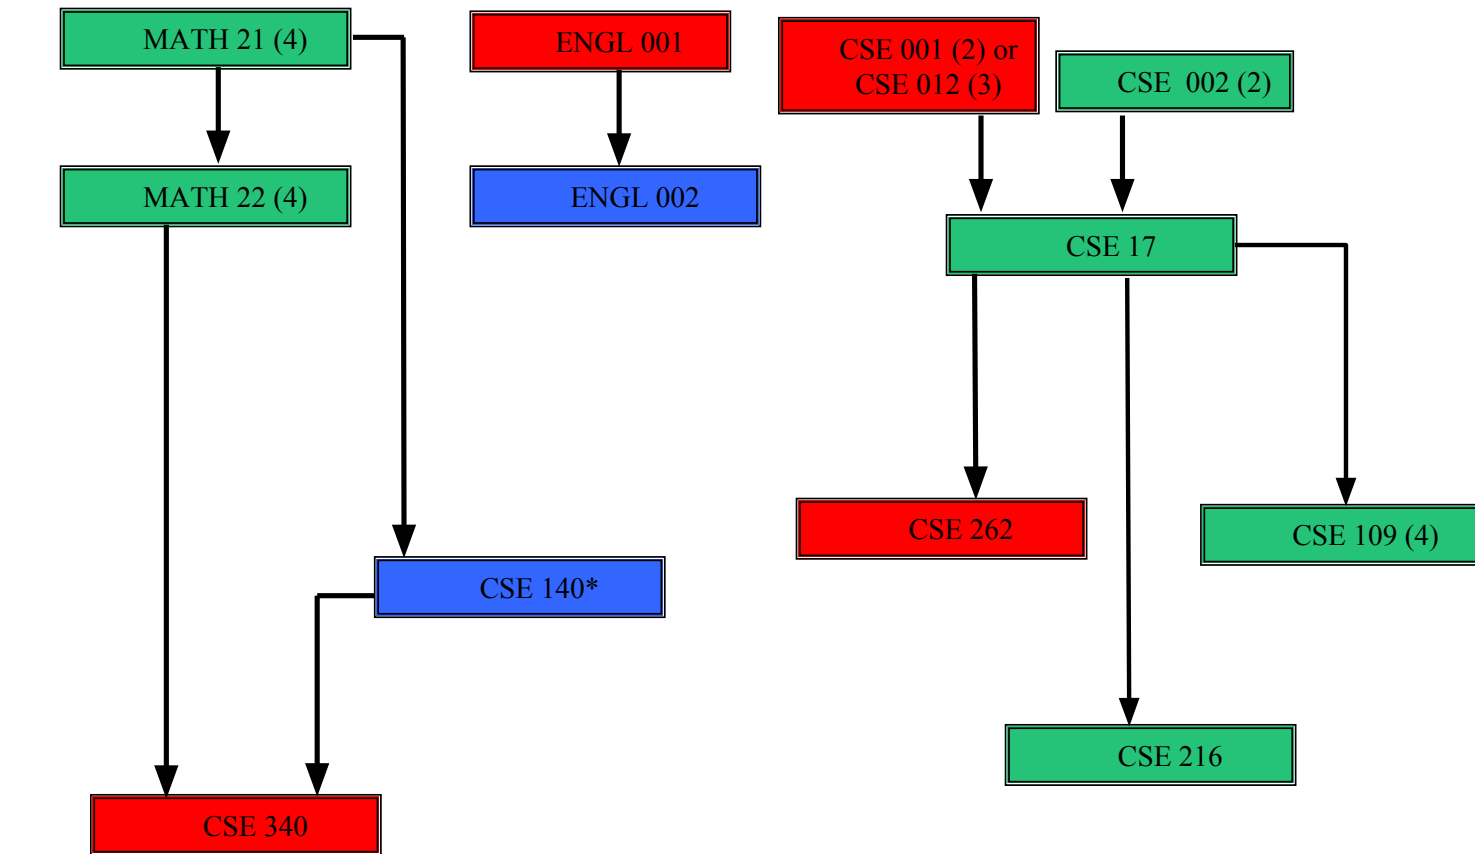 MATH 21 (4)
ENGL 001
CSE 001 (2) or
CSE 012 (3)
CSE  002 (2)
MATH 22 (4)
ENGL 002
CSE 17
CSE 262
CSE 109 (4)
CSE 140*
CSE 216
CSE 340